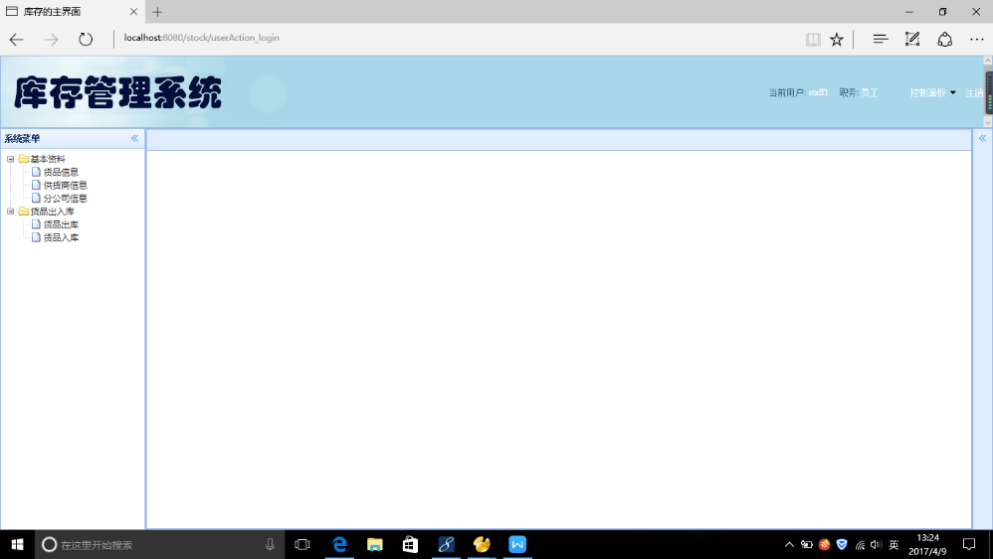 库存的主界面
localhost:8080/stock/userAction_login
库存管理系统
当前用户: staff1 职务: 员工 控制面板 注销
系统菜单
基本资料
货品信息
供货商信息
分公司信息
货品出入库
货品出库
货品入库
在这里开始搜索
英
13:24
2017/4/9